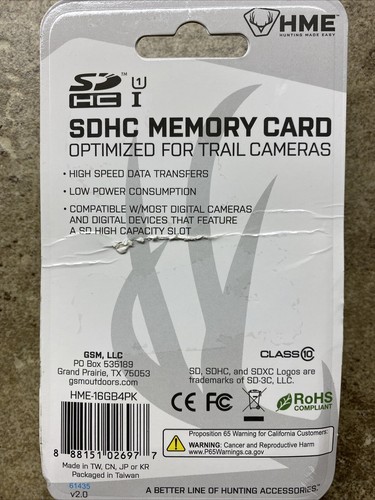 HME
HUNTING MADE EASY
SD HC I 1
SDHC MEMORY CARD
OPTIMIZED FOR TRAIL CAMERAS
• HIGH SPEED DATA TRANSFERS
• LOW POWER CONSUMPTION
• COMPATIBLE W/MOST DIGITAL CAMERAS
AND DIGITAL DEVICES THAT FEATURE
A SD HIGH CAPACITY SLOT
GSM, LLC
PO Box 535189
Grand Prairie, TX 75053
gsmoutdoors.com
HME-16GB4PK
8 88151 02697 7
Made in TW, CN, JP or KR
Packaged in Taiwan
61435
v2.0
CLASS 10
SD, SDHC, and SDXC Logos are
trademarks of SD-3C, LLC.
CE FC RoHS
COMPLIANT
Proposition 65 Warning for California Customers:
WARNING: Cancer and Reproductive Harm
www.P65Warnings.ca.gov
A BETTER LINE OF HUNTING ACCESSORIES.